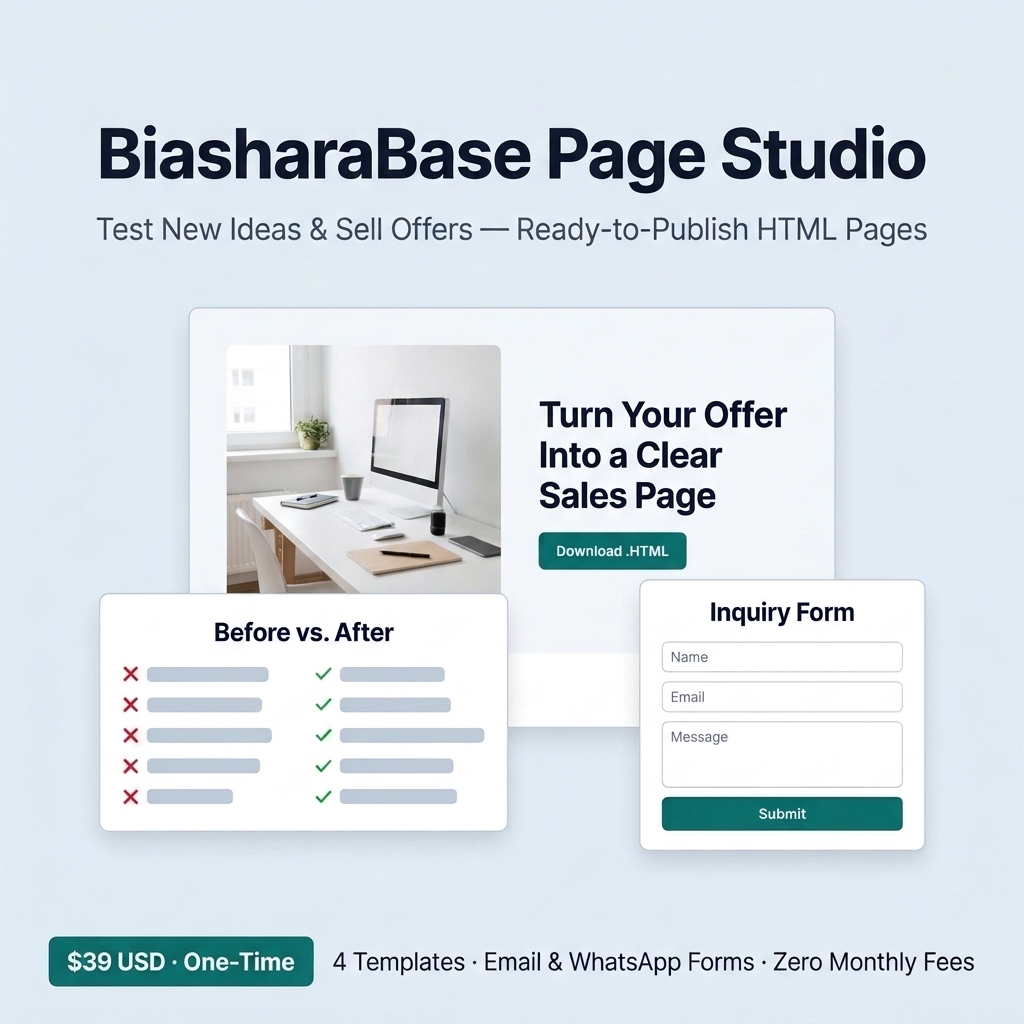 BiasharaBase Page Studio
Test New Ideas & Sell Offers — Ready-to-Publish HTML Pages
Turn Your Offer
Into a Clear
Sales Page
Download .HTML
Before vs. After
Inquiry Form
Name
Email
Message
Submit
$39 USD · One-Time
4 Templates · Email & WhatsApp Forms · Zero Monthly Fees